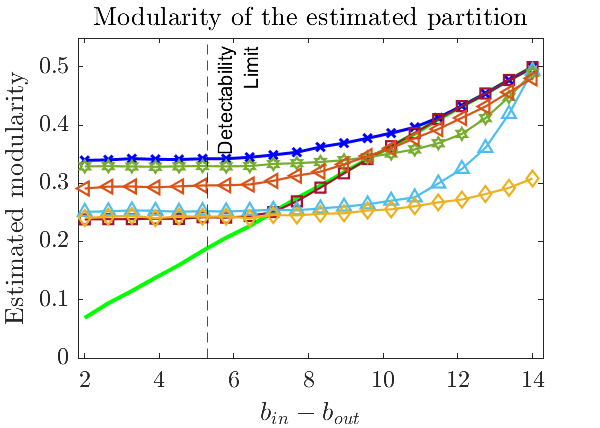 Modularity of the estimated partition
Estimated modularity
0.5
0.4
0.3
0.2
0.1
0
Detectability
Limit
2 4 6 8 10 12 14
b_in − b_out